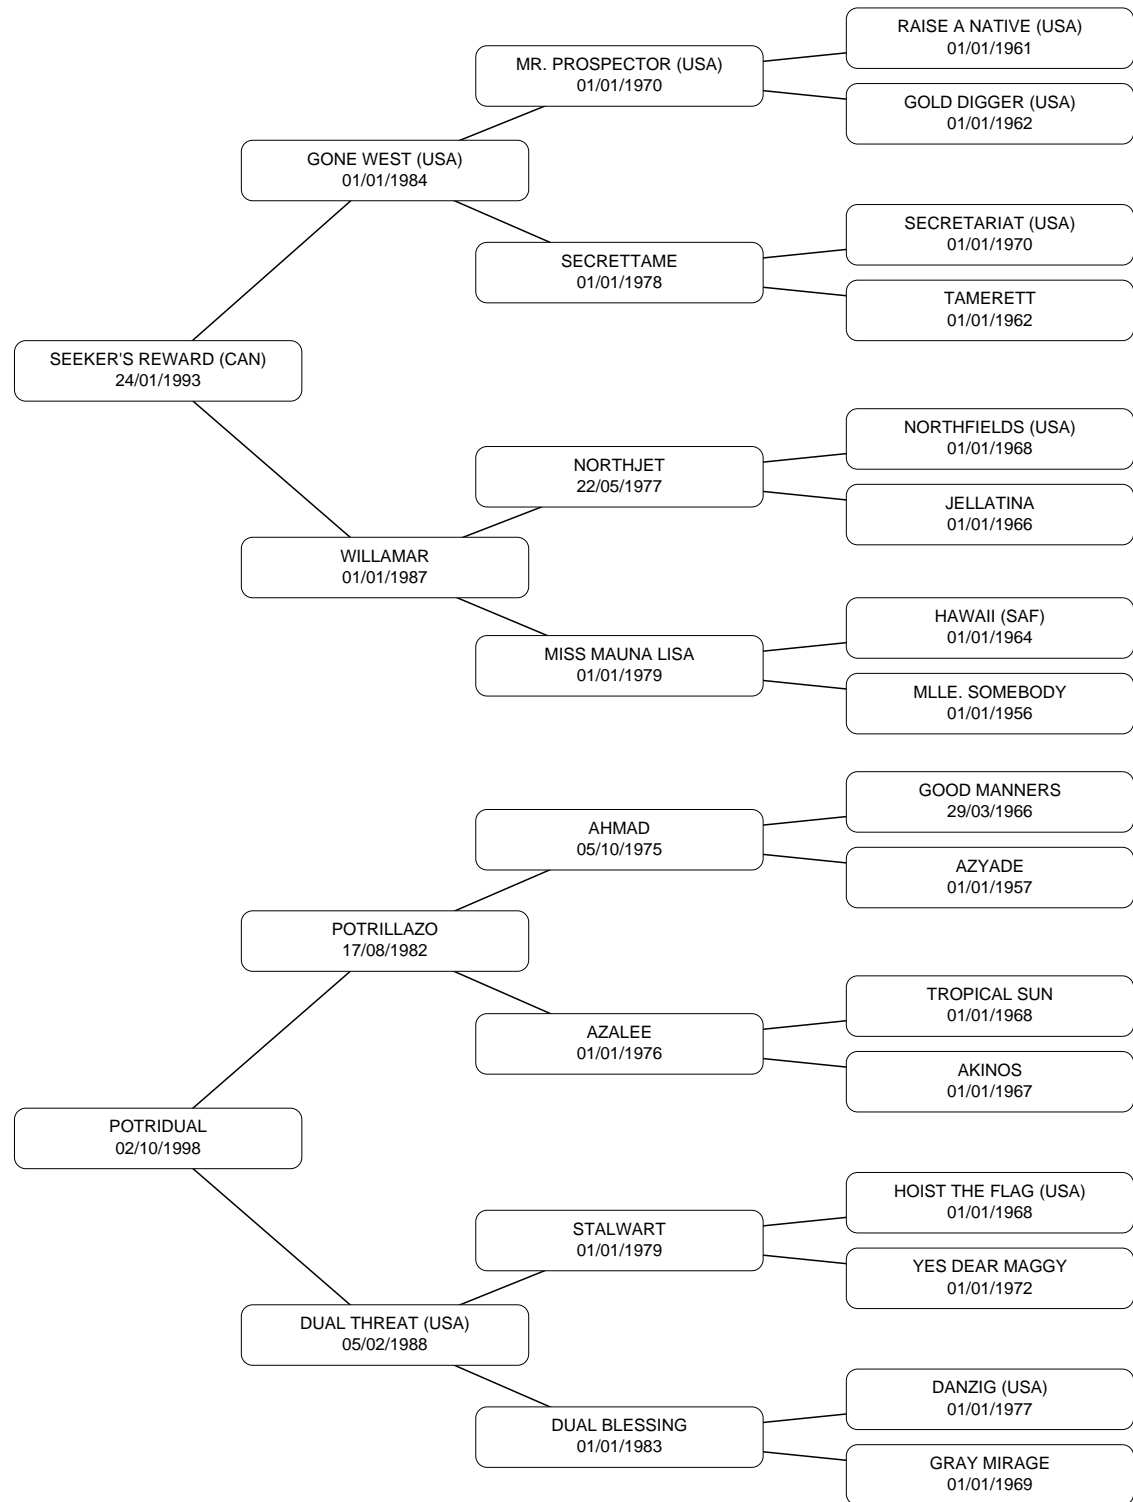 RAISE A NATIVE (USA)
01/01/1961
MR. PROSPECTOR (USA)
01/01/1970
GOLD DIGGER (USA)
01/01/1962
GONE WEST (USA)
01/01/1984
SECRETARIAT (USA)
01/01/1970
SECRETTAME
01/01/1978
TAMERETT
01/01/1962
SEEKER'S REWARD (CAN)
24/01/1993
NORTHFIELDS (USA)
01/01/1968
NORTHJET
22/05/1977
JELLATINA
01/01/1966
WILLAMAR
01/01/1987
HAWAII (SAF)
01/01/1964
MISS MAUNA LISA
01/01/1979
MLLE. SOMEBODY
01/01/1956
GOOD MANNERS
29/03/1966
AHMAD
05/10/1975
AZYADE
01/01/1957
POTRILLAZO
17/08/1982
TROPICAL SUN
01/01/1968
AZALEE
01/01/1976
AKINOS
01/01/1967
POTRIDUAL
02/10/1998
HOIST THE FLAG (USA)
01/01/1968
STALWART
01/01/1979
YES DEAR MAGGY
01/01/1972
DUAL THREAT (USA)
05/02/1988
DANZIG (USA)
01/01/1977
DUAL BLESSING
01/01/1983
GRAY MIRAGE
01/01/1969